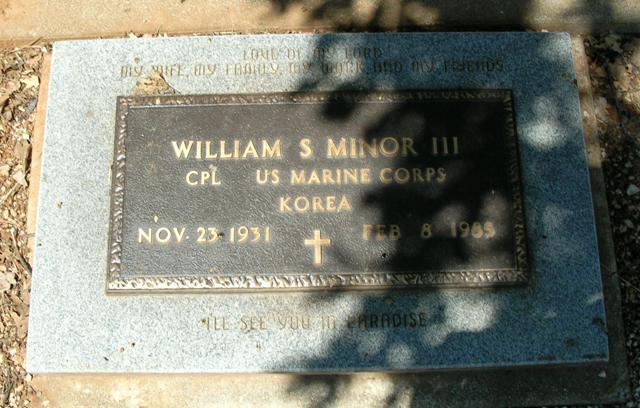 LOVE OF MY LORD
MY WIFE, MY FAMILY, MY WORK, AND MY FRIENDS
WILLIAM S MINOR III
CPL US MARINE CORPS
KOREA
NOV 23 1931 FEB 8 1985
I'LL SEE YOU IN PARADISE